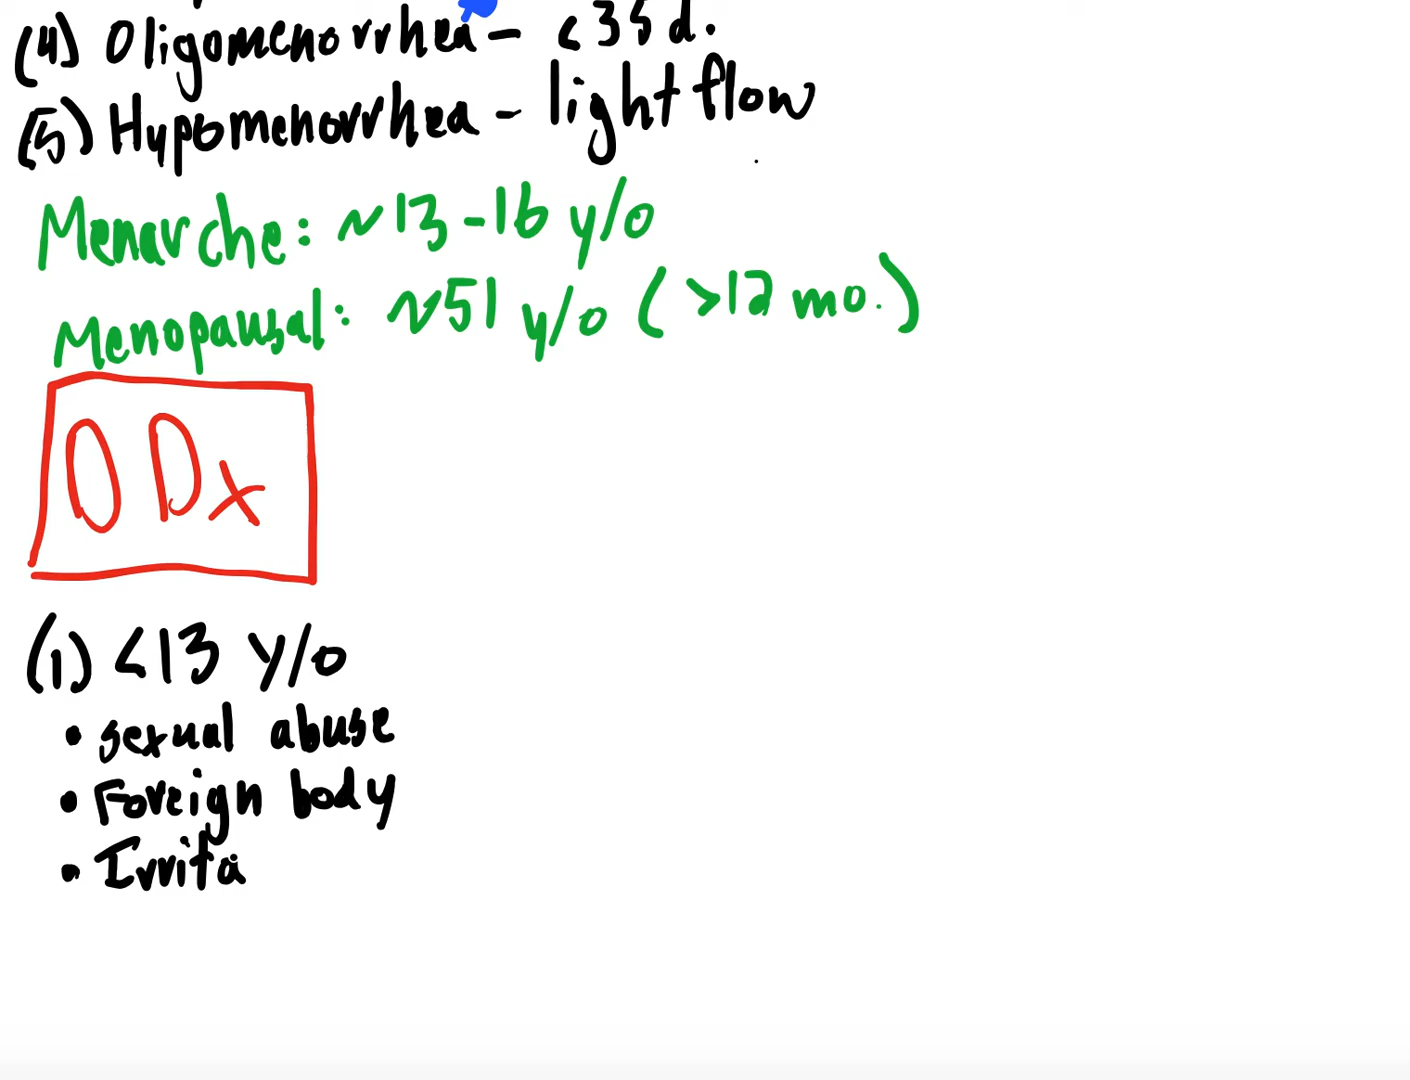 (4) Oligomenorrhea - <35 d.
(5) Hypomenorrhea - light flow
Menarche: ~13-16 y/o
Menopausal: ~51 y/o (>12 mo.)
DDx
(1) <13 y/o
• sexual abuse
• Foreign body
• Irrita